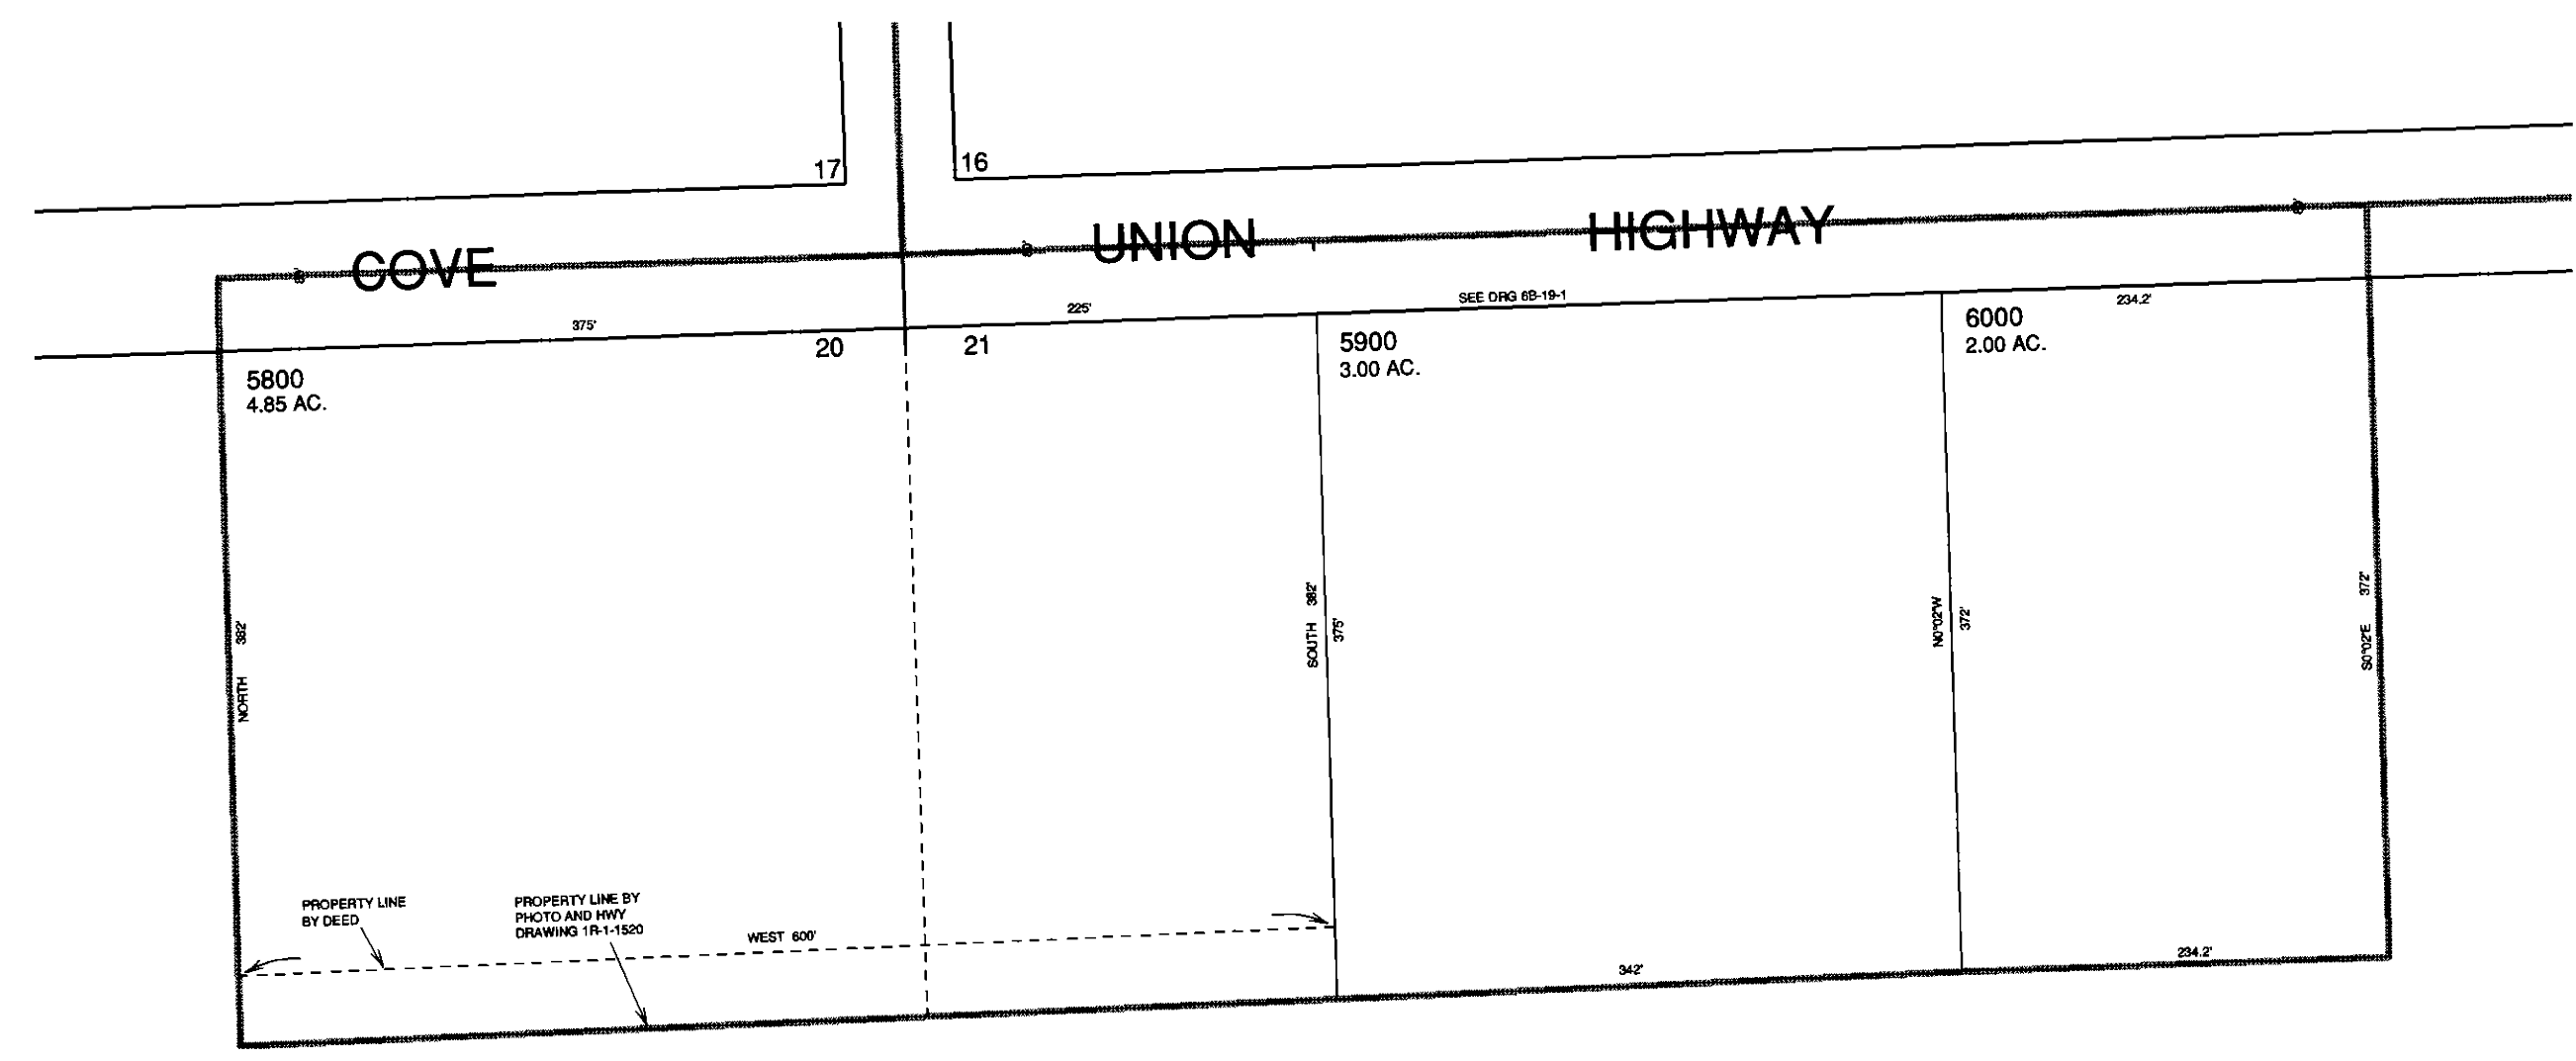 17
16
COVE UNION HIGHWAY
375'
225'
SEE DRG 6B-19-1
234.2'
20
21
5800
4.85 AC.
5900
3.00 AC.
6000
2.00 AC.
NORTH 382'
SOUTH 382'
375'
N0°02'W
372'
S0°02'E 372'
PROPERTY LINE
BY DEED
PROPERTY LINE BY
PHOTO AND HWY
DRAWING 1R-1-1520
WEST 600'
342'
234.2'